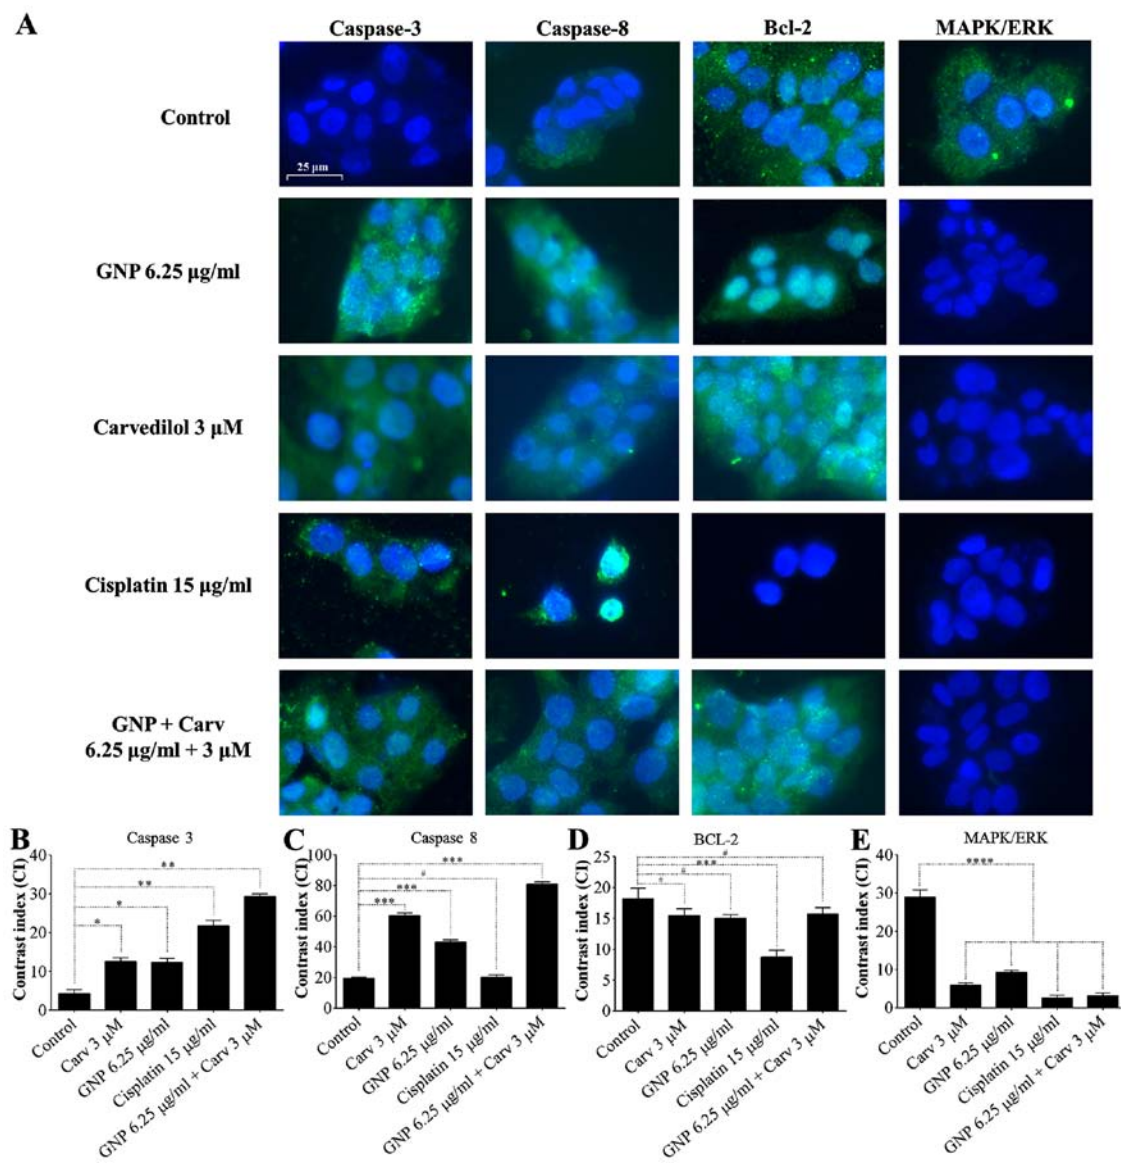 A
Caspase-3 Caspase-8 Bcl-2 MAPK/ERK
Control
25 μm
GNP 6.25 μg/ml
Carvedilol 3 μM
Cisplatin 15 μg/ml
GNP + Carv
6.25 μg/ml + 3 μM
B
Caspase 3
Contrast index (CI)
40
30
20
10
0
**
**
*
*
Control
Carv 3 μM
GNP 6.25 μg/ml
Cisplatin 15 μg/ml
GNP 6.25 μg/ml + Carv 3 μM
C
Caspase 8
Contrast index (CI)
100
80
60
40
20
0
***
#
***
***
Control
Carv 3 μM
GNP 6.25 μg/ml
Cisplatin 15 μg/ml
GNP 6.25 μg/ml + Carv 3 μM
D
BCL-2
Contrast index (CI)
25
20
15
10
5
0
#
***
#
Control
Carv 3 μM
GNP 6.25 μg/ml
Cisplatin 15 μg/ml
GNP 6.25 μg/ml + Carv 3 μM
E
MAPK/ERK
Contrast index (CI)
40
30
20
10
0
****
Control
Carv 3 μM
GNP 6.25 μg/ml
Cisplatin 15 μg/ml
GNP 6.25 μg/ml + Carv 3 μM